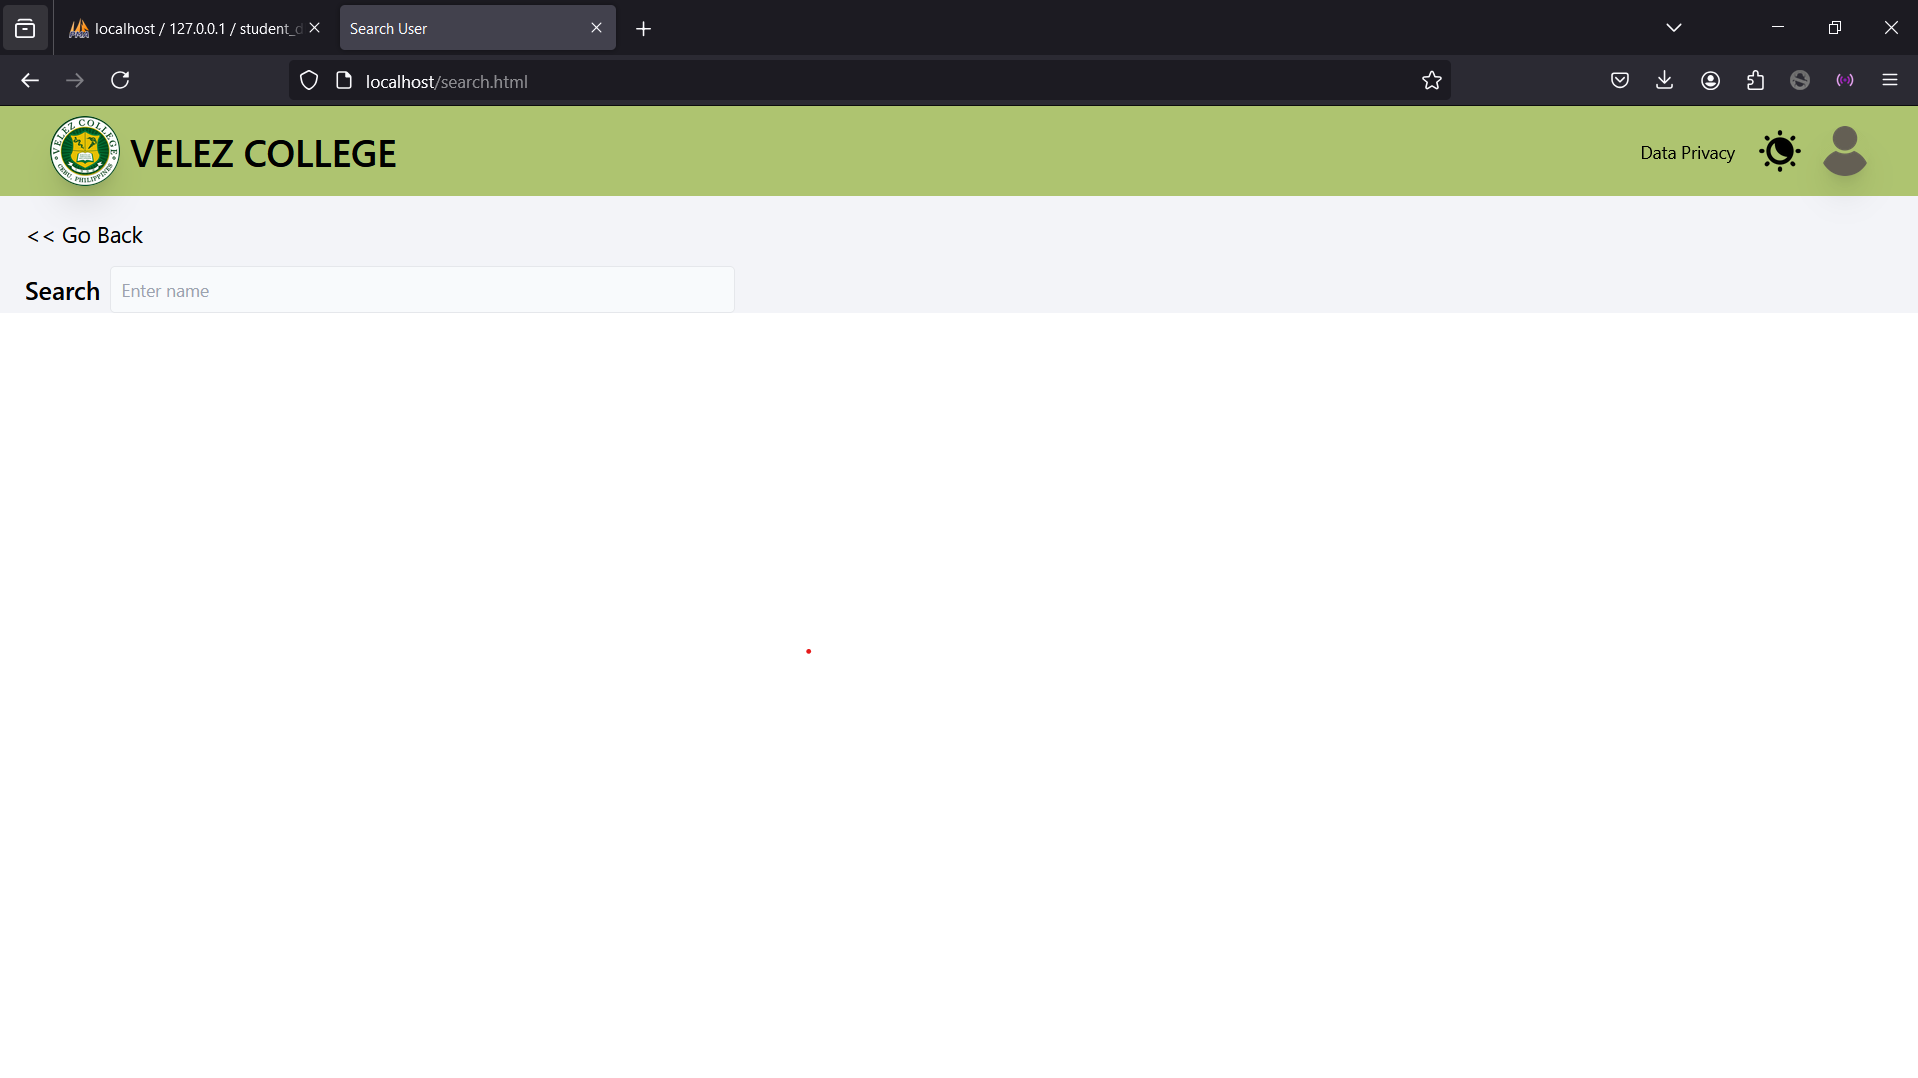 localhost / 127.0.0.1 / student_d
Search User
localhost/search.html
VELEZ COLLEGE
CEBU, PHILIPPINES
VELEZ COLLEGE
Data Privacy
<< Go Back
Search
Enter name